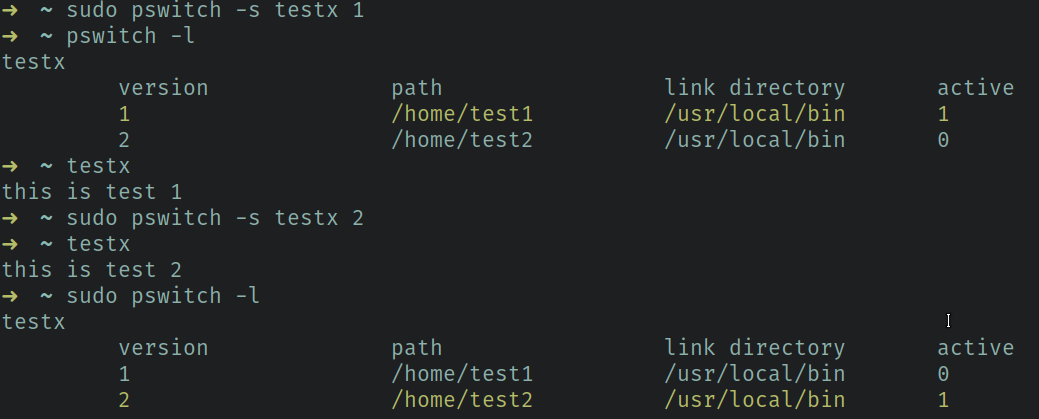 ➜ ~ sudo pswitch -s testx 1
➜ ~ pswitch -l
testx
version path link directory active
1 /home/test1 /usr/local/bin 1
2 /home/test2 /usr/local/bin 0
➜ ~ testx
this is test 1
➜ ~ sudo pswitch -s testx 2
➜ ~ testx
this is test 2
➜ ~ sudo pswitch -l
testx
version path link directory active
1 /home/test1 /usr/local/bin 0
2 /home/test2 /usr/local/bin 1